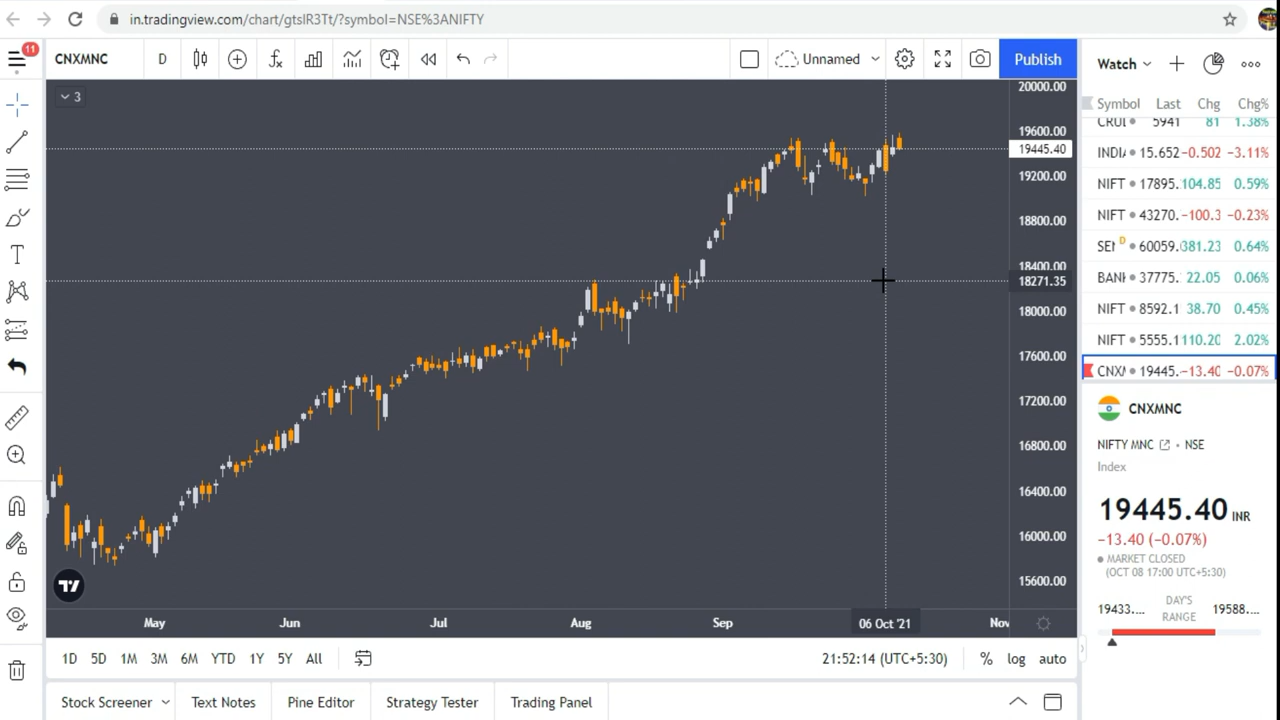 in.tradingview.com/chart/gtslR3Tt/?symbol=NSE%3ANIFTY
11
CNXMNC D Unnamed Publish
3
20000.00
19600.00
19445.40
19200.00
18800.00
18400.00
18271.35
18000.00
17600.00
17200.00
16800.00
16400.00
16000.00
15600.00
May Jun Jul Aug Sep 06 Oct '21 Nov
1D 5D 1M 3M 6M YTD 1Y 5Y All 21:52:14 (UTC+5:30) % log auto
Stock Screener Text Notes Pine Editor Strategy Tester Trading Panel
Watch
Symbol Last Chg Chg%
CRUI 5941 81 1.38%
INDI 15.652 -0.502 -3.11%
NIFT 17895. 104.85 0.59%
NIFT 43270. -100.3 -0.23%
SEN D 60059. 381.23 0.64%
BANK 37775. 22.05 0.06%
NIFT 8592.1 38.70 0.45%
NIFT 5555.1 110.20 2.02%
CNXM 19445. -13.40 -0.07%
CNXMNC
NIFTY MNC • NSE
Index
19445.40 INR
−13.40 (−0.07%)
MARKET CLOSED
(OCT 08 17:00 UTC+5:30)
19433.... DAY'S RANGE 19588....